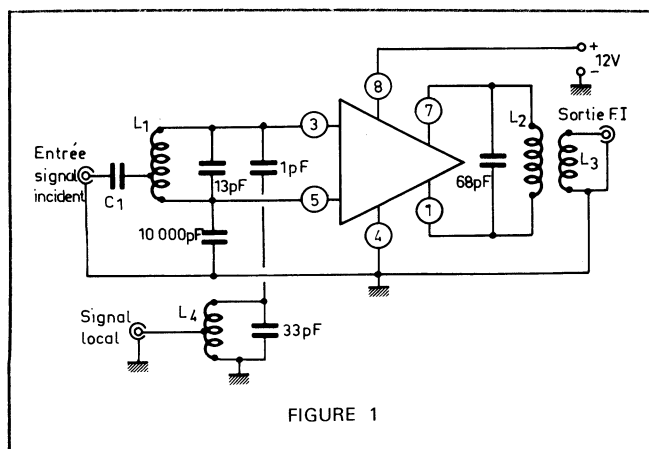 +
12V
-
8
Sortie F.I
7
L2
L1
3
Entrée
signal
incident
C1
13pF
1pF
68pF
L3
5
1
10 000pF
4
Signal
local
L4
33pF
FIGURE 1